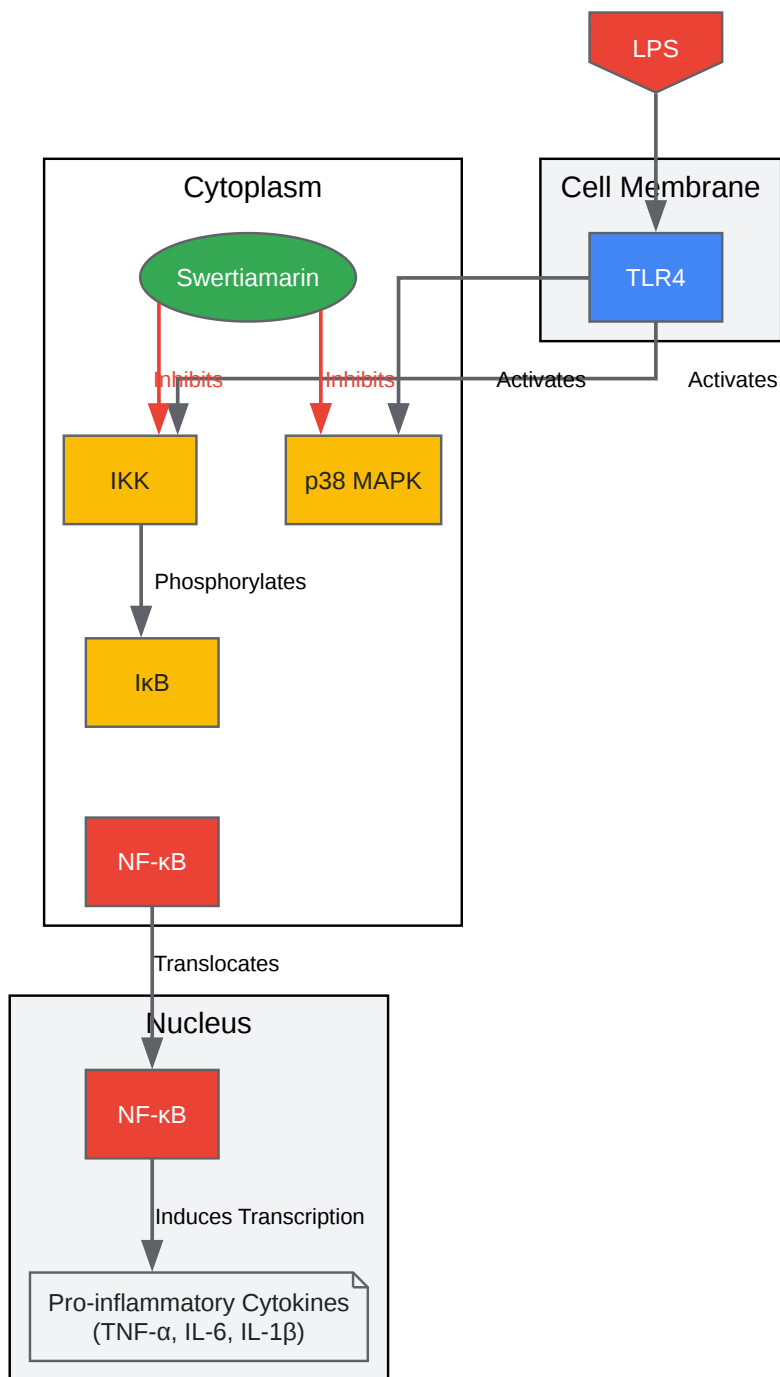 LPS
Cytoplasm
Cell Membrane
Swertiamarin
TLR4
Inhibits
Inhibits
Activates
Activates
IKK
p38 MAPK
Phosphorylates
IκB
NF-κB
Translocates
Nucleus
NF-κB
Induces Transcription
Pro-inflammatory Cytokines
(TNF-α, IL-6, IL-1β)